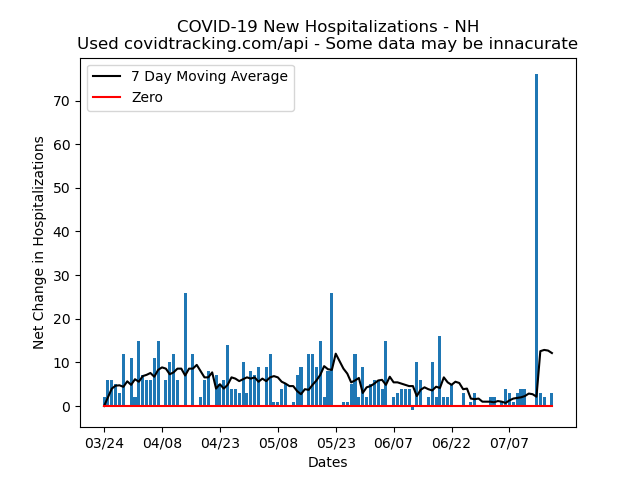 COVID-19 New Hospitalizations - NH
Used covidtracking.com/api - Some data may be innacurate
7 Day Moving Average
Zero
Net Change in Hospitalizations
70
60
50
40
30
20
10
0
03/24 04/08 04/23 05/08 05/23 06/07 06/22 07/07
Dates